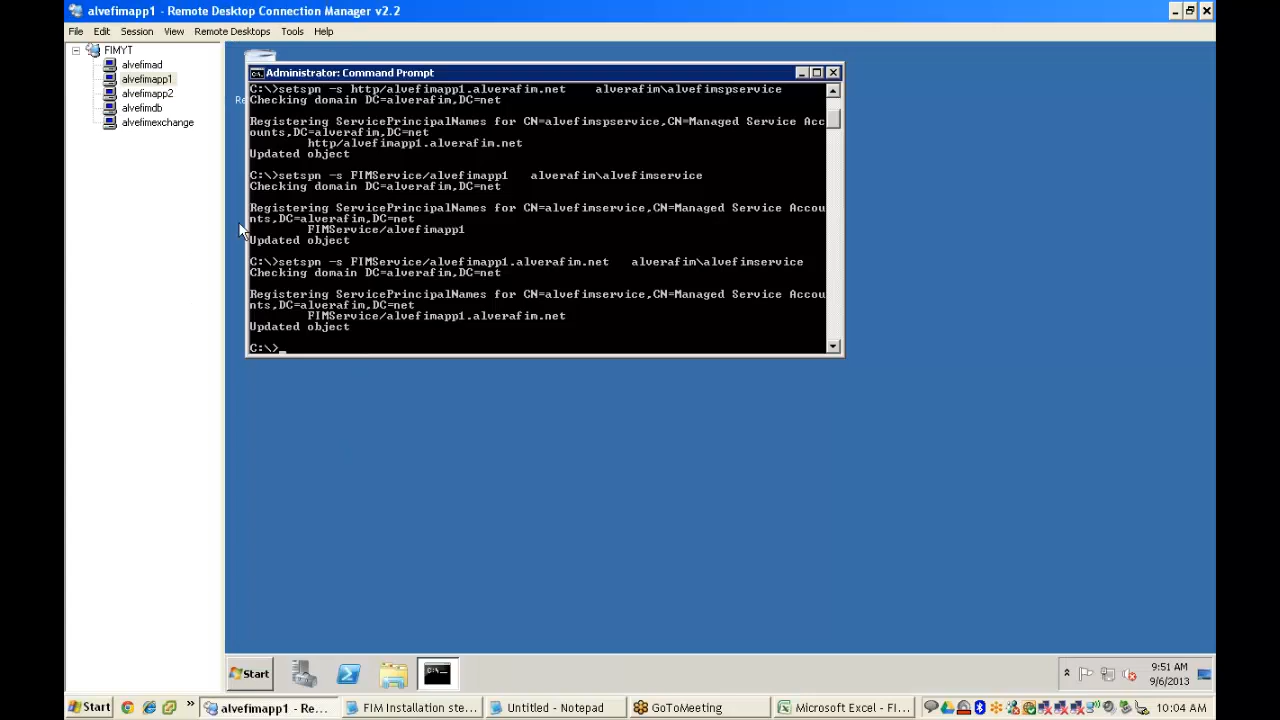 alvefimapp1 - Remote Desktop Connection Manager v2.2
File Edit Session View Remote Desktops Tools Help
FIMYT
alvefimad
alvefimapp1
alvefimapp2
alvefimdb
alvefimexchange
Re
Administrator: Command Prompt
C:\>setspn -s http/alvefimapp1.alverafim.net alverafim\alvefimspservice
Checking domain DC=alverafim,DC=net
Registering ServicePrincipalNames for CN=alvefimspservice,CN=Managed Service Acc
ounts,DC=alverafim,DC=net
http/alvefimapp1.alverafim.net
Updated object
C:\>setspn -s FIMService/alvefimapp1 alverafim\alvefimservice
Checking domain DC=alverafim,DC=net
Registering ServicePrincipalNames for CN=alvefimservice,CN=Managed Service Accou
nts,DC=alverafim,DC=net
FIMService/alvefimapp1
Updated object
C:\>setspn -s FIMService/alvefimapp1.alverafim.net alverafim\alvefimservice
Checking domain DC=alverafim,DC=net
Registering ServicePrincipalNames for CN=alvefimservice,CN=Managed Service Accou
nts,DC=alverafim,DC=net
FIMService/alvefimapp1.alverafim.net
Updated object
C:\>_
Start
9:51 AM
9/6/2013
Start
alvefimapp1 - Re...
FIM Installation ste...
Untitled - Notepad
GoToMeeting
Microsoft Excel - FI...
10:04 AM